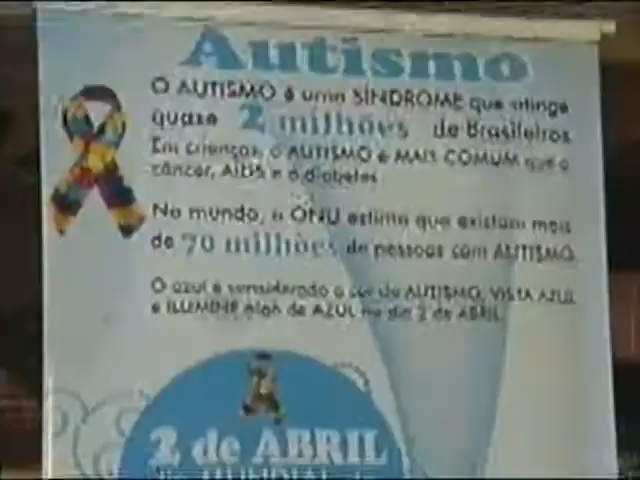 Autismo
O AUTISMO é uma SÍNDROME que atinge
quase 2 milhões de Brasileiros
Em crianças, o AUTISMO é MAIS COMUM que o
câncer, AIDS e o diabetes
No mundo, a ONU estima que existam mais
de 70 milhões de pessoas com AUTISMO
O azul é considerado a cor do AUTISMO, VISTA AZUL
e ILUMINE algo de AZUL no dia 2 de ABRIL
2 de ABRIL
MUNDIAL